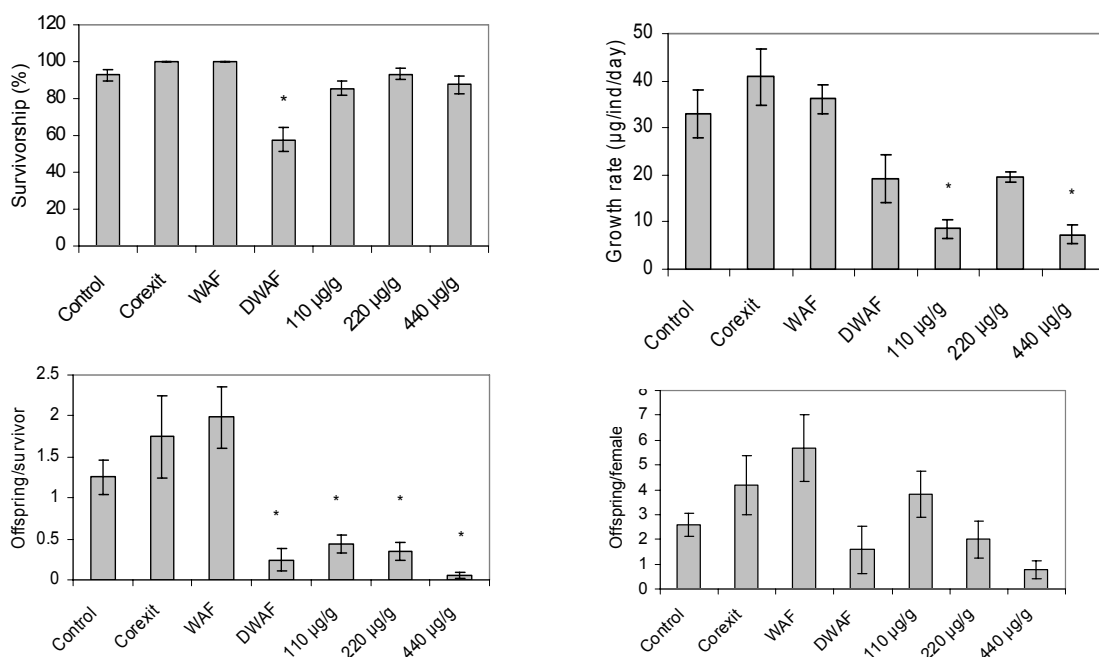 Survivorship (%)
120
100
80
60
40
20
0
*
Control
Corexit
WAF
DWAF
110 µg/g
220 µg/g
440 µg/g
Growth rate (µg/ind/day)
50
40
30
20
10
0
*
*
Control
Corexit
WAF
DWAF
110 µg/g
220 µg/g
440 µg/g
Offspring/survivor
2.5
2
1.5
1
0.5
0
*
*
*
*
Control
Corexit
WAF
DWAF
110 µg/g
220 µg/g
440 µg/g
Offspring/female
8
7
6
5
4
3
2
1
0
Control
Corexit
WAF
DWAF
110 µg/g
220 µg/g
440 µg/g